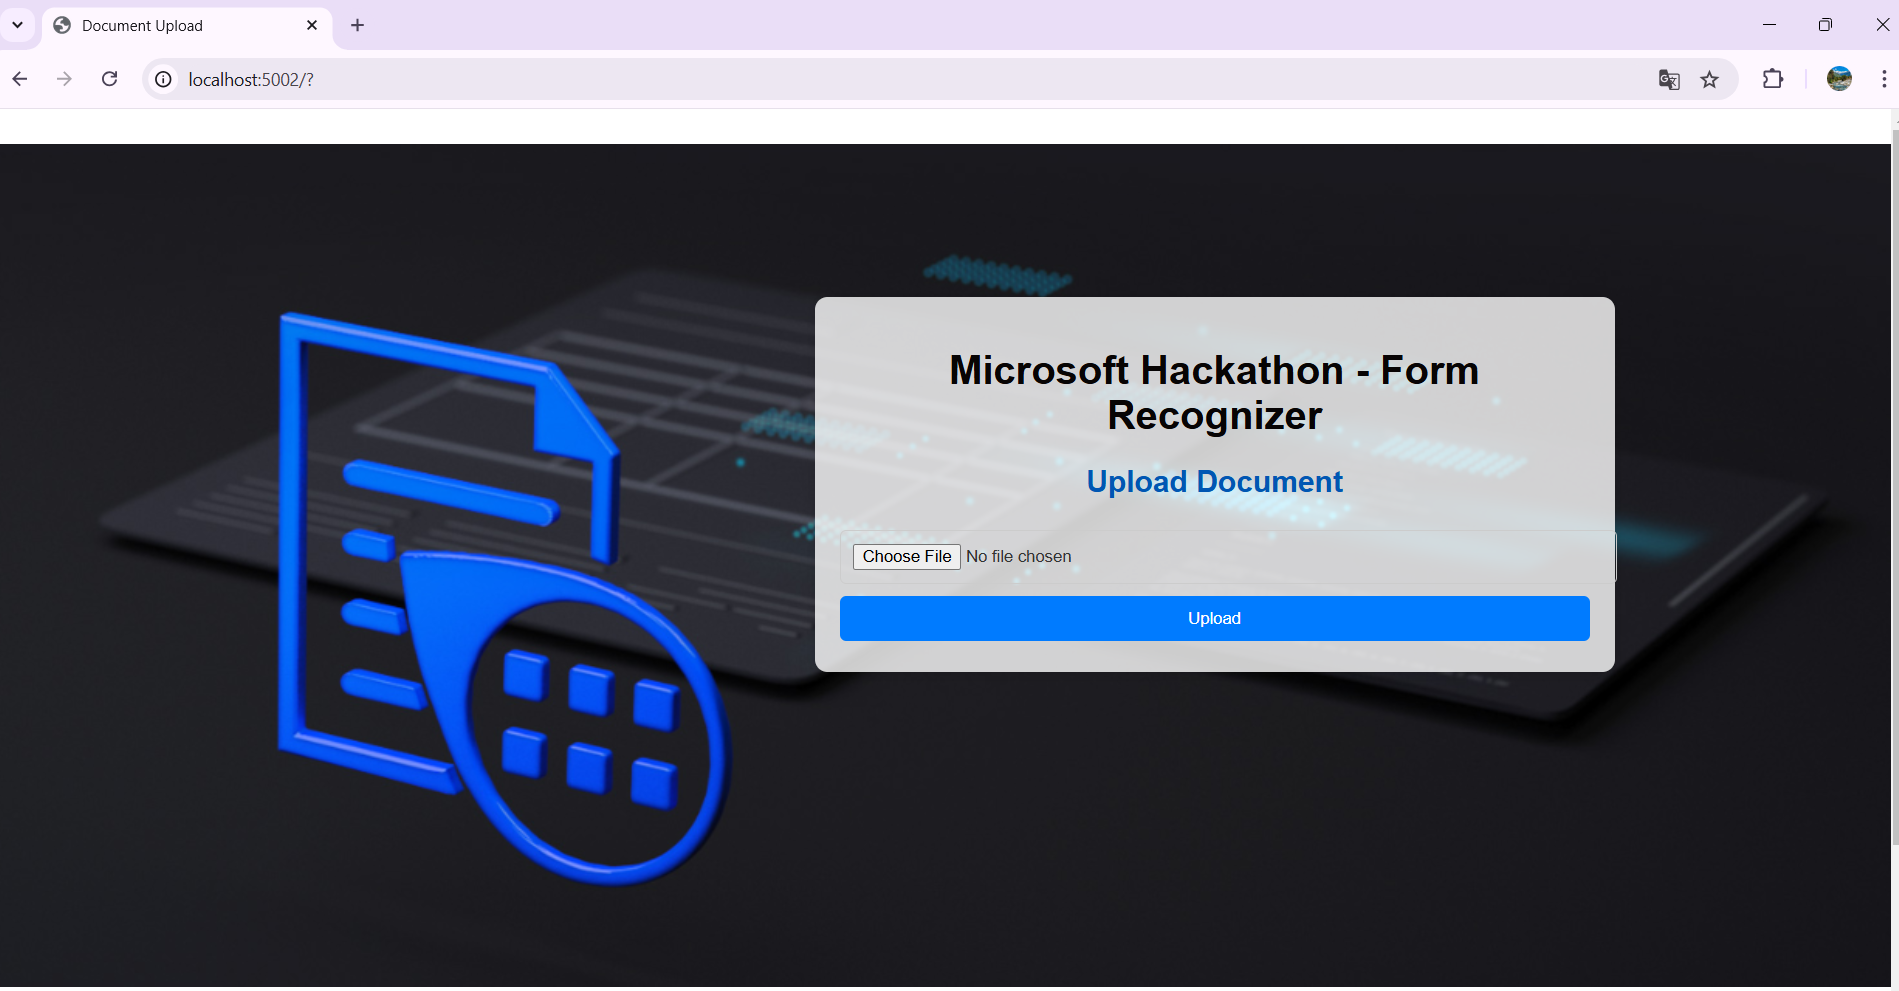 Document Upload
localhost:5002/?
Microsoft Hackathon - Form
Recognizer
Upload Document
Choose File No file chosen
Upload